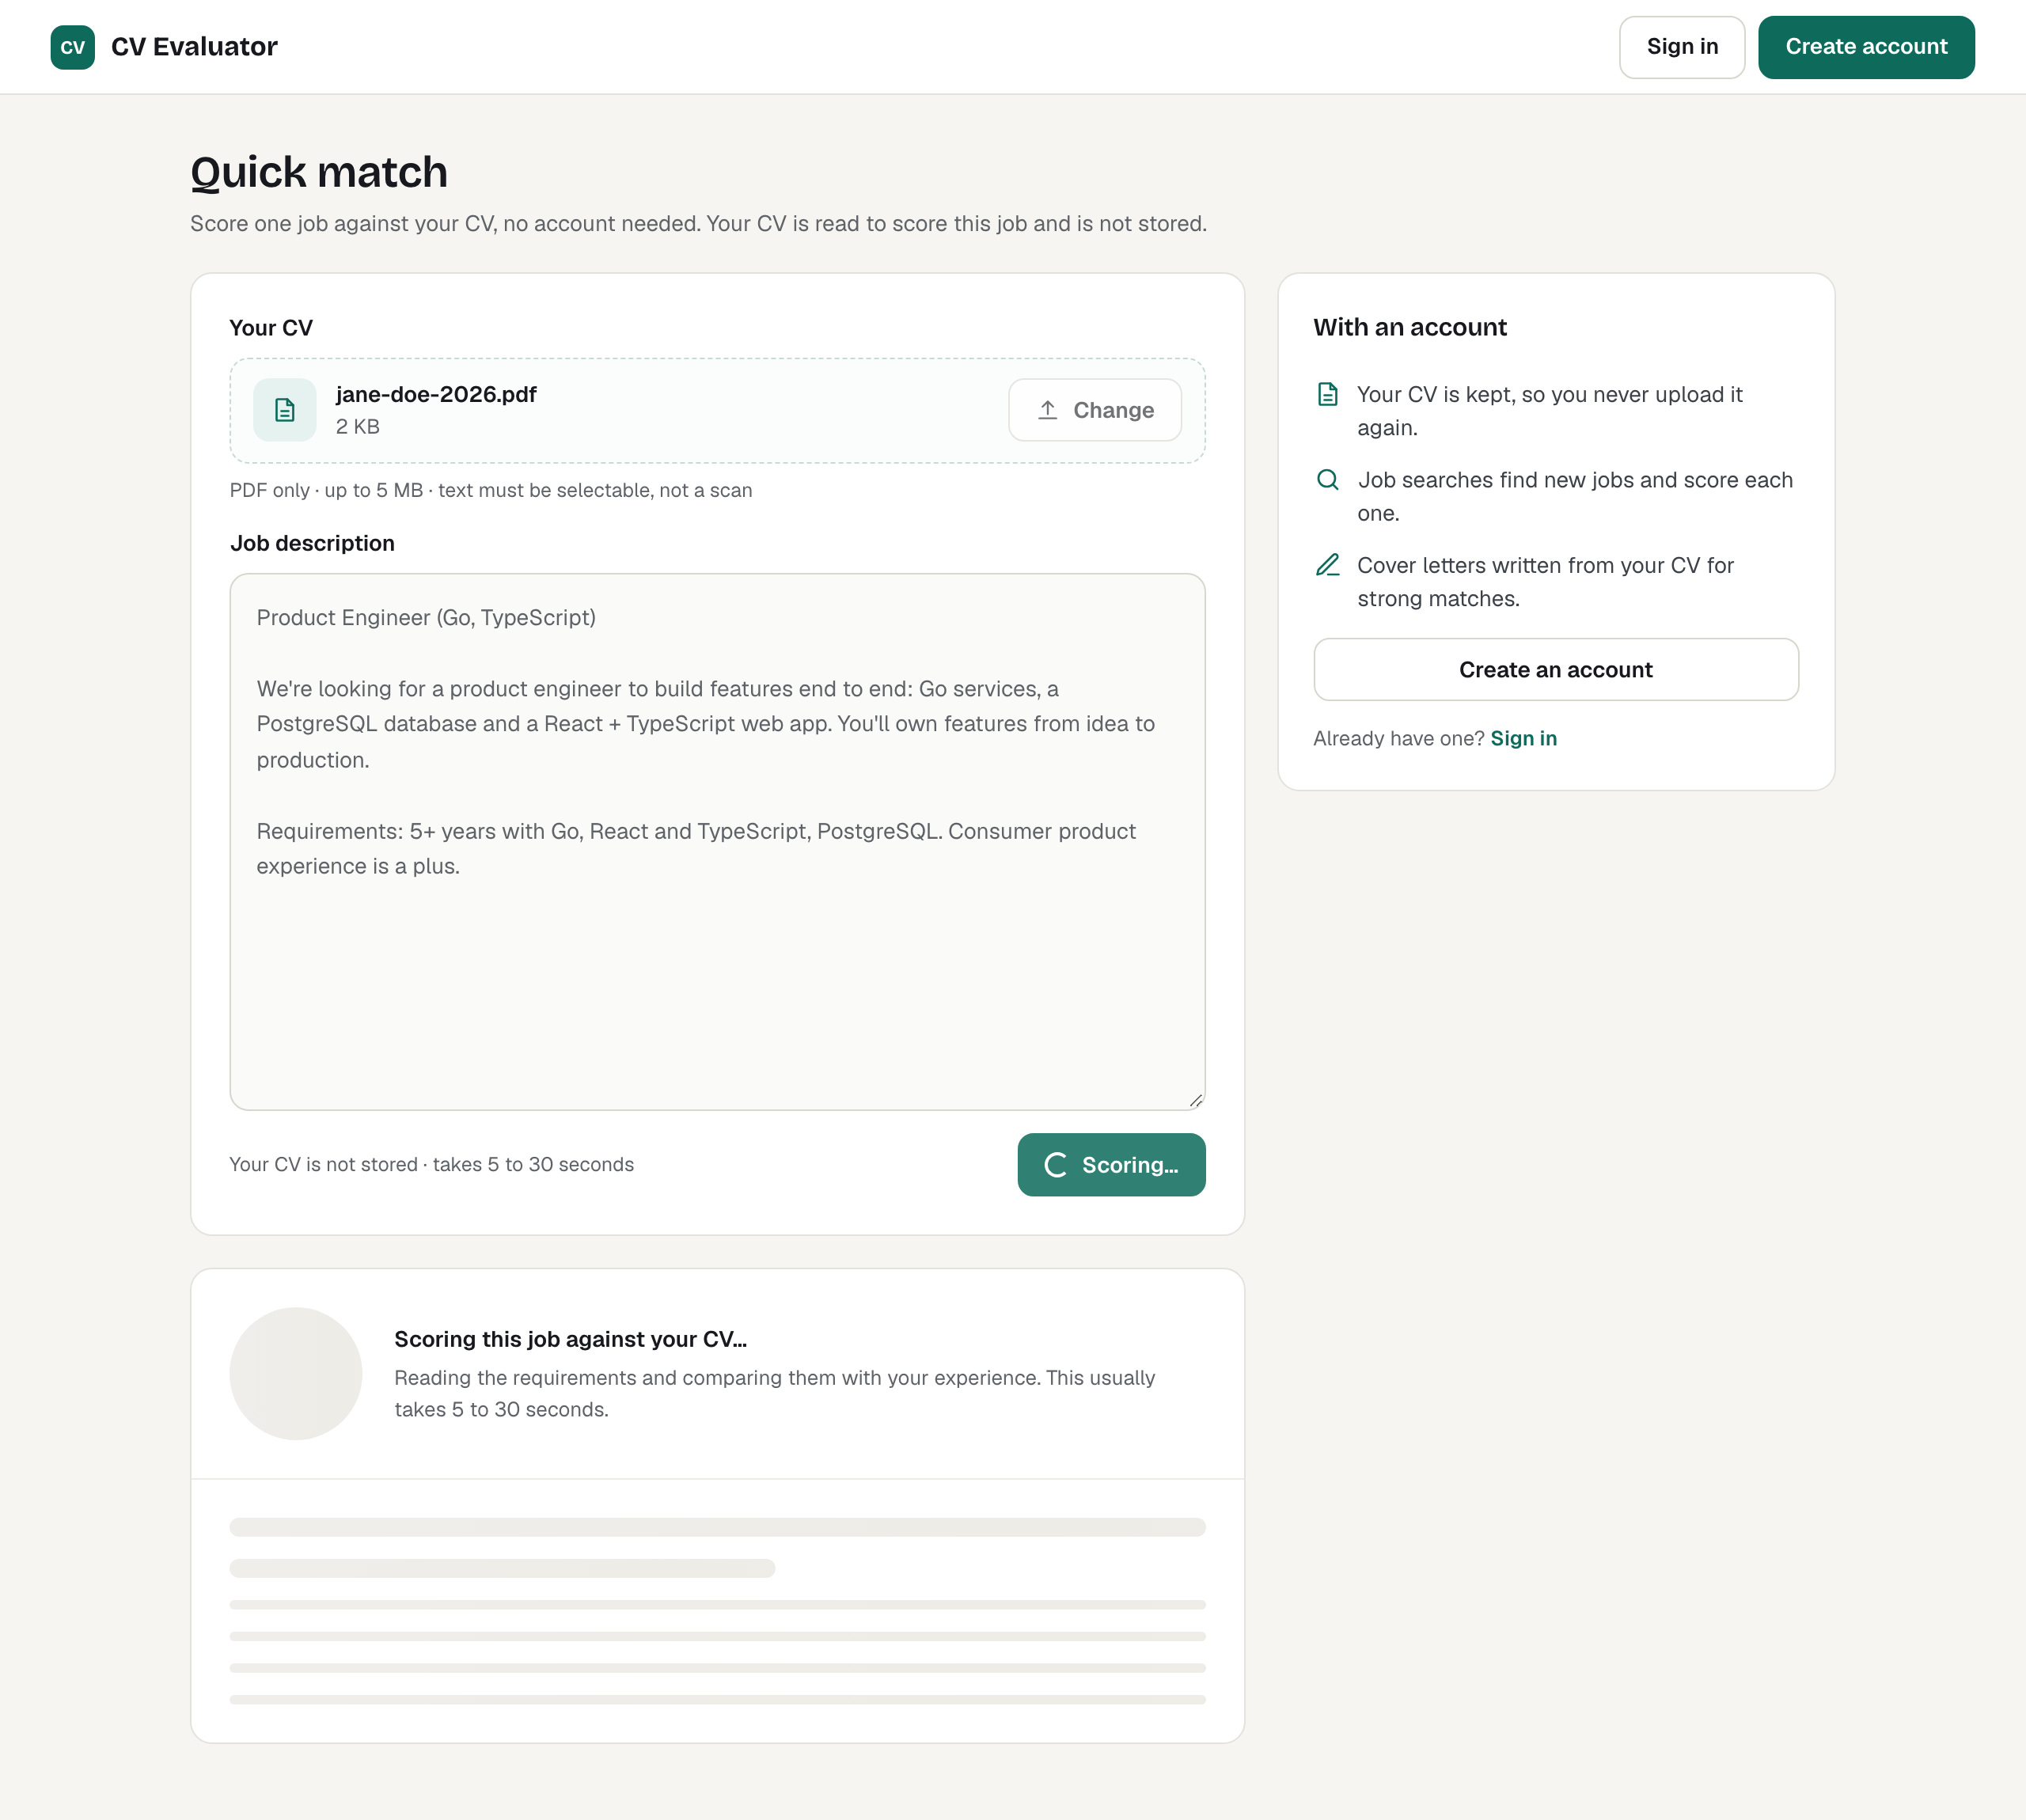 CV
CV Evaluator
Sign in
Create account
Quick match
Score one job against your CV, no account needed. Your CV is read to score this job and is not stored.
Your CV
jane-doe-2026.pdf
2 KB
Change
PDF only · up to 5 MB · text must be selectable, not a scan
Job description
Product Engineer (Go, TypeScript)
We're looking for a product engineer to build features end to end: Go services, a
PostgreSQL database and a React + TypeScript web app. You'll own features from idea to
production.
Requirements: 5+ years with Go, React and TypeScript, PostgreSQL. Consumer product
experience is a plus.
Your CV is not stored · takes 5 to 30 seconds
Scoring...
Scoring this job against your CV...
Reading the requirements and comparing them with your experience. This usually
takes 5 to 30 seconds.
With an account
Your CV is kept, so you never upload it
again.
Job searches find new jobs and score each
one.
Cover letters written from your CV for
strong matches.
Create an account
Already have one? Sign in